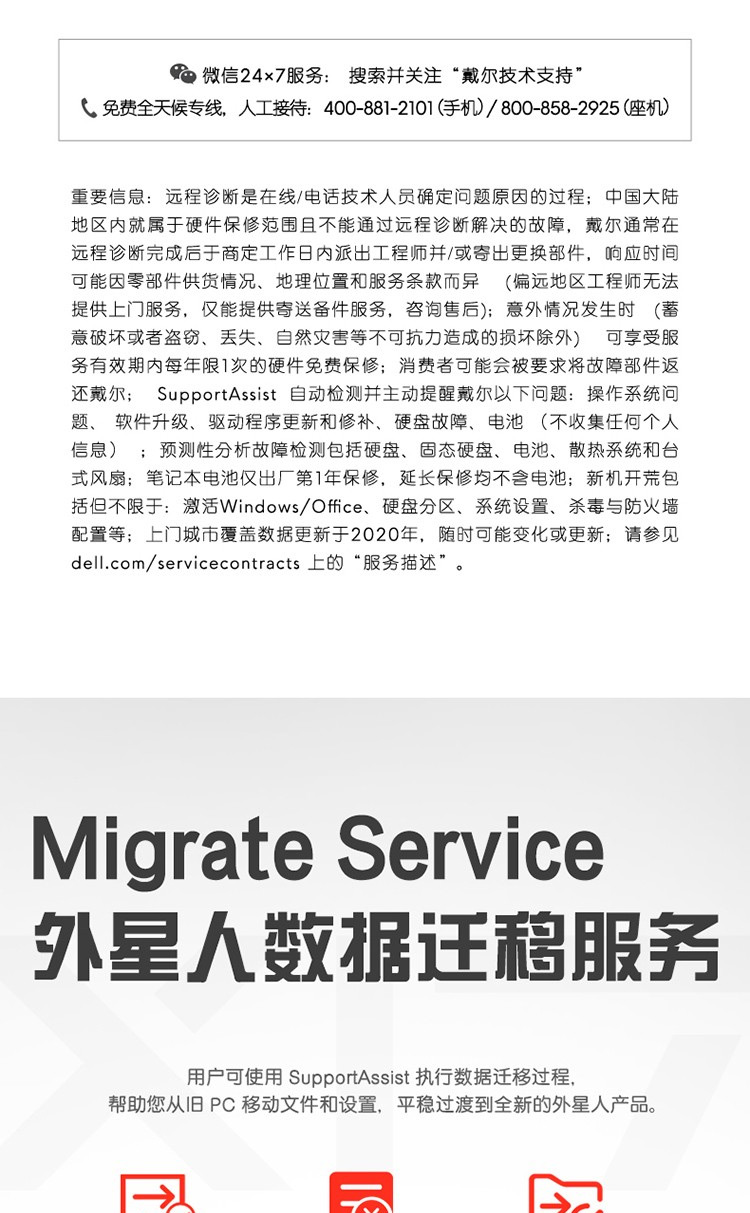 微信24×7服务： 搜索并关注“戴尔技术支持”
免费全天候专线，人工接待：400-881-2101(手机)/800-858-2925(座机)
重要信息：远程诊断是在线/电话技术人员确定问题原因的过程；中国大陆
地区内就属于硬件保修范围且不能通过远程诊断解决的故障，戴尔通常在
远程诊断完成后于商定工作日内派出工程师并/或寄出更换部件，响应时间
可能因零部件供货情况、地理位置和服务条款而异 (偏远地区工程师无法
提供上门服务，仅能提供寄送备件服务，咨询售后)；意外情况发生时 (蓄
意破坏或者盗窃、丢失、自然灾害等不可抗力造成的损坏除外) 可享受服
务有效期内每年限1次的硬件免费保修；消费者可能会被要求将故障部件返
还戴尔； SupportAssist 自动检测并主动提醒戴尔以下问题：操作系统问
题、 软件升级、驱动程序更新和修补、硬盘故障、电池 （不收集任何个人
信息） ；预测性分析故障检测包括硬盘、固态硬盘、电池、散热系统和台
式风扇；笔记本电池仅出厂第1年保修，延长保修均不含电池；新机开荒包
括但不限于：激活Windows/Office、硬盘分区、系统设置、杀毒与防火墙
配置等；上门城市覆盖数据更新于2020年，随时可能变化或更新；请参见
dell.com/servicecontracts 上的“服务描述”。
Migrate Service
外星人数据迁移服务
用户可使用 SupportAssist 执行数据迁移过程，
帮助您从旧 PC 移动文件和设置，平稳过渡到全新的外星人产品。